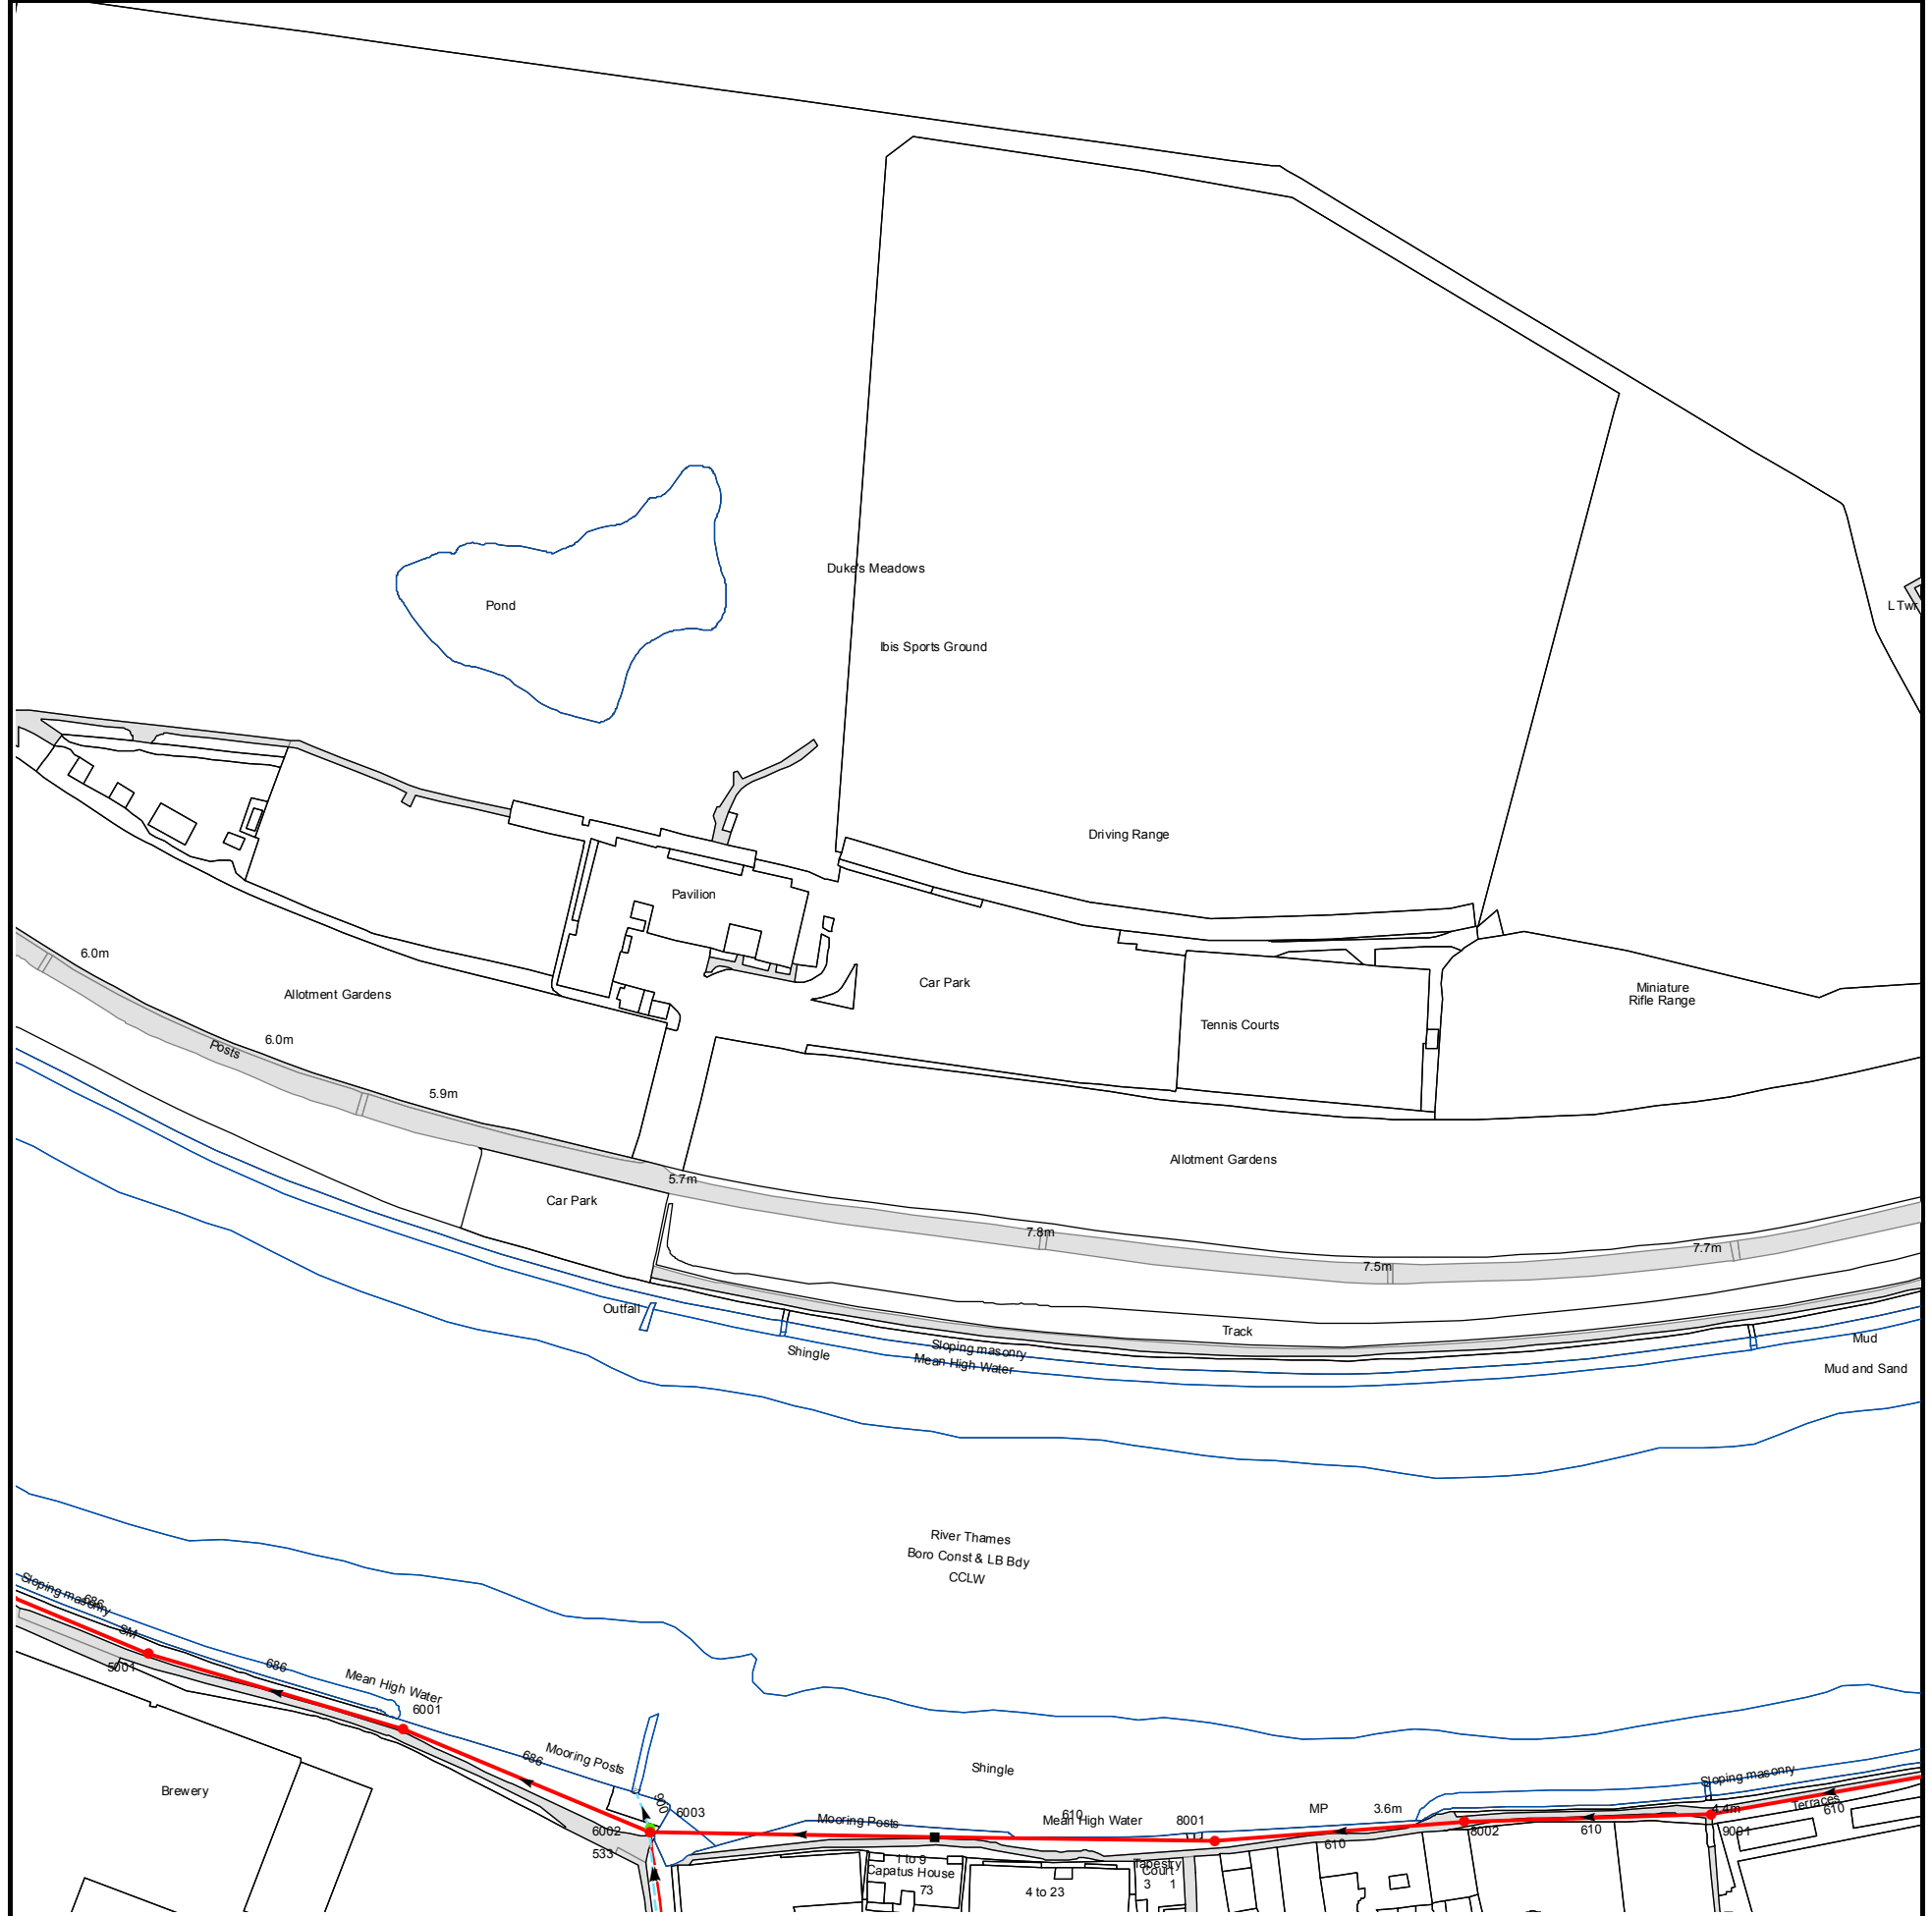 Duke's Meadows
L Twr
Pond
Ibis Sports Ground
Driving Range
Pavilion
6.0m
Car Park
Miniature
Rifle Range
Allotment Gardens
Tennis Courts
6.0m
Posts
5.9m
Allotment Gardens
5.7m
Car Park
7.8m
7.7m
7.5m
Outfall
Track
Mud
Sloping masonry
Shingle
Mean High Water
Mud and Sand
River Thames
Boro Const & LB Bdy
CCLW
Sloping masonry
686
SM
5001
686
Mean High Water
6001
Mooring Posts
686
Shingle
Sloping masonry
Brewery
900
6003
Mooring Posts
610
Mean High Water
8001
MP
3.6m
4.4m
Terraces
610
6002
533
610
8002
610
9001
1 to 9
Capatus House
73
4 to 23
Tapestry
Court
3
1